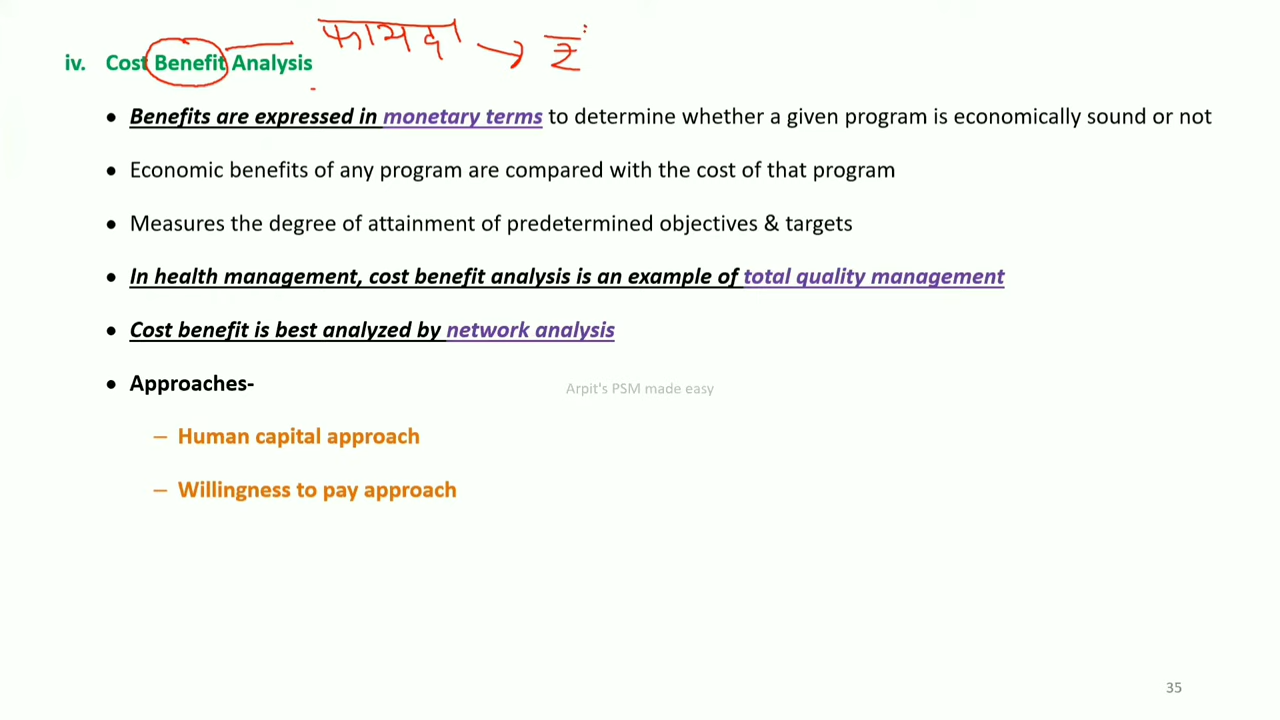 फायदा → ₹
iv. Cost Benefit Analysis
• Benefits are expressed in monetary terms to determine whether a given program is economically sound or not
• Economic benefits of any program are compared with the cost of that program
• Measures the degree of attainment of predetermined objectives & targets
• In health management, cost benefit analysis is an example of total quality management
• Cost benefit is best analyzed by network analysis
• Approaches-
Arpit's PSM made easy
– Human capital approach
– Willingness to pay approach
35